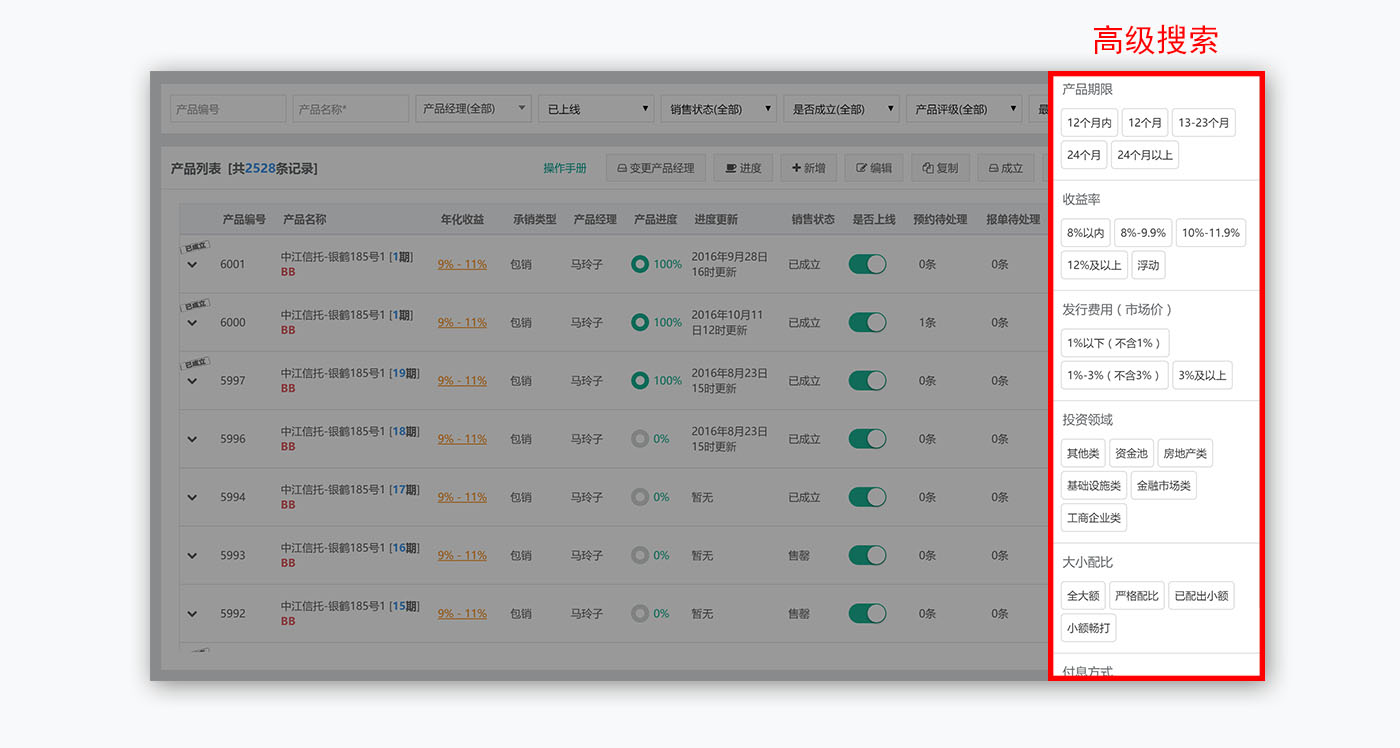 高级搜索
产品编号 产品名称* 产品经理(全部) 已上线 销售状态(全部) 是否成立(全部) 产品评级(全部) 最
产品列表 [共2528条记录] 操作手册 变更产品经理 进度 新增 编辑 复制 成立
产品编号 产品名称 年化收益 承销类型 产品经理 产品进度 进度更新 销售状态 是否上线 预约待处理 报单待处理
已成立
6001 中江信托-银鹤185号1 [1期] 9% - 11% 包销 马玲子 100% 2016年9月28日 已成立 0条 0条
BB 16时更新
已成立
6000 中江信托-银鹤185号1 [1期] 9% - 11% 包销 马玲子 100% 2016年10月11 已成立 1条 0条
BB 日12时更新
已成立
5997 中江信托-银鹤185号1 [19期] 9% - 11% 包销 马玲子 100% 2016年8月23日 已成立 0条 0条
BB 15时更新
5996 中江信托-银鹤185号1 [18期] 9% - 11% 包销 马玲子 0% 2016年8月23日 已成立 0条 0条
BB 15时更新
5994 中江信托-银鹤185号1 [17期] 9% - 11% 包销 马玲子 0% 暂无 已成立 0条 0条
BB
5993 中江信托-银鹤185号1 [16期] 9% - 11% 包销 马玲子 0% 暂无 售罄 0条 0条
BB
5992 中江信托-银鹤185号1 [15期] 9% - 11% 包销 马玲子 0% 暂无 售罄 0条 0条
BB
产品期限
12个月内 12个月 13-23个月
24个月 24个月以上
收益率
8%以内 8%-9.9% 10%-11.9%
12%及以上 浮动
发行费用（市场价）
1%以下（不含1%）
1%-3%（不含3%） 3%及以上
投资领域
其他类 资金池 房地产类
基础设施类 金融市场类
工商企业类
大小配比
全大额 严格配比 已配出小额
小额畅打
付息方式